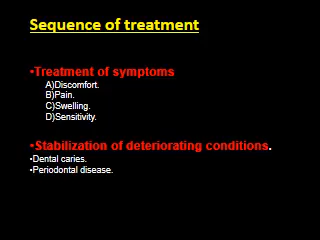 Sequence of treatment
•Treatment of symptoms
A)Discomfort.
B)Pain.
C)Swelling.
D)Sensitivity.
•Stabilization of deteriorating conditions.
•Dental caries.
•Periodontal disease.